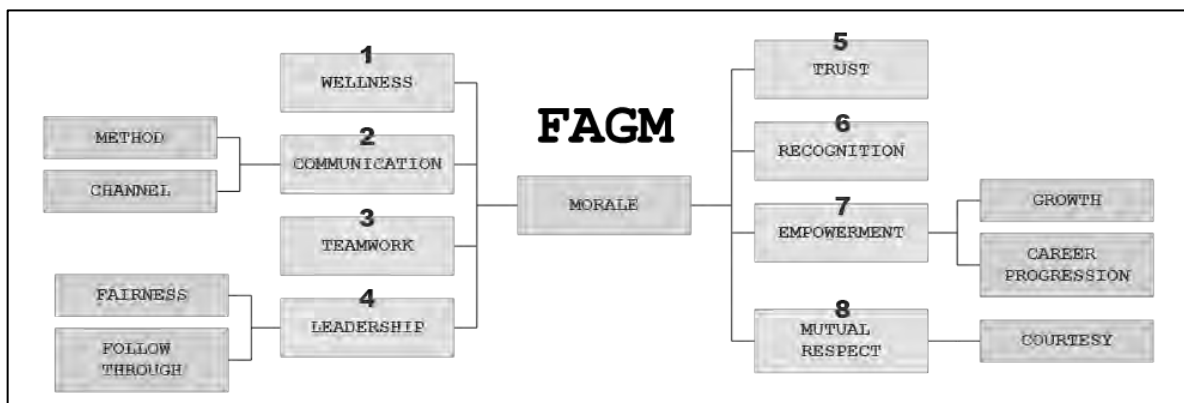 FAGM
MORALE
1
WELLNESS
2
COMMUNICATION
METHOD
CHANNEL
3
TEAMWORK
4
LEADERSHIP
FAIRNESS
FOLLOW
THROUGH
5
TRUST
6
RECOGNITION
7
EMPOWERMENT
GROWTH
CAREER
PROGRESSION
8
MUTUAL
RESPECT
COURTESY